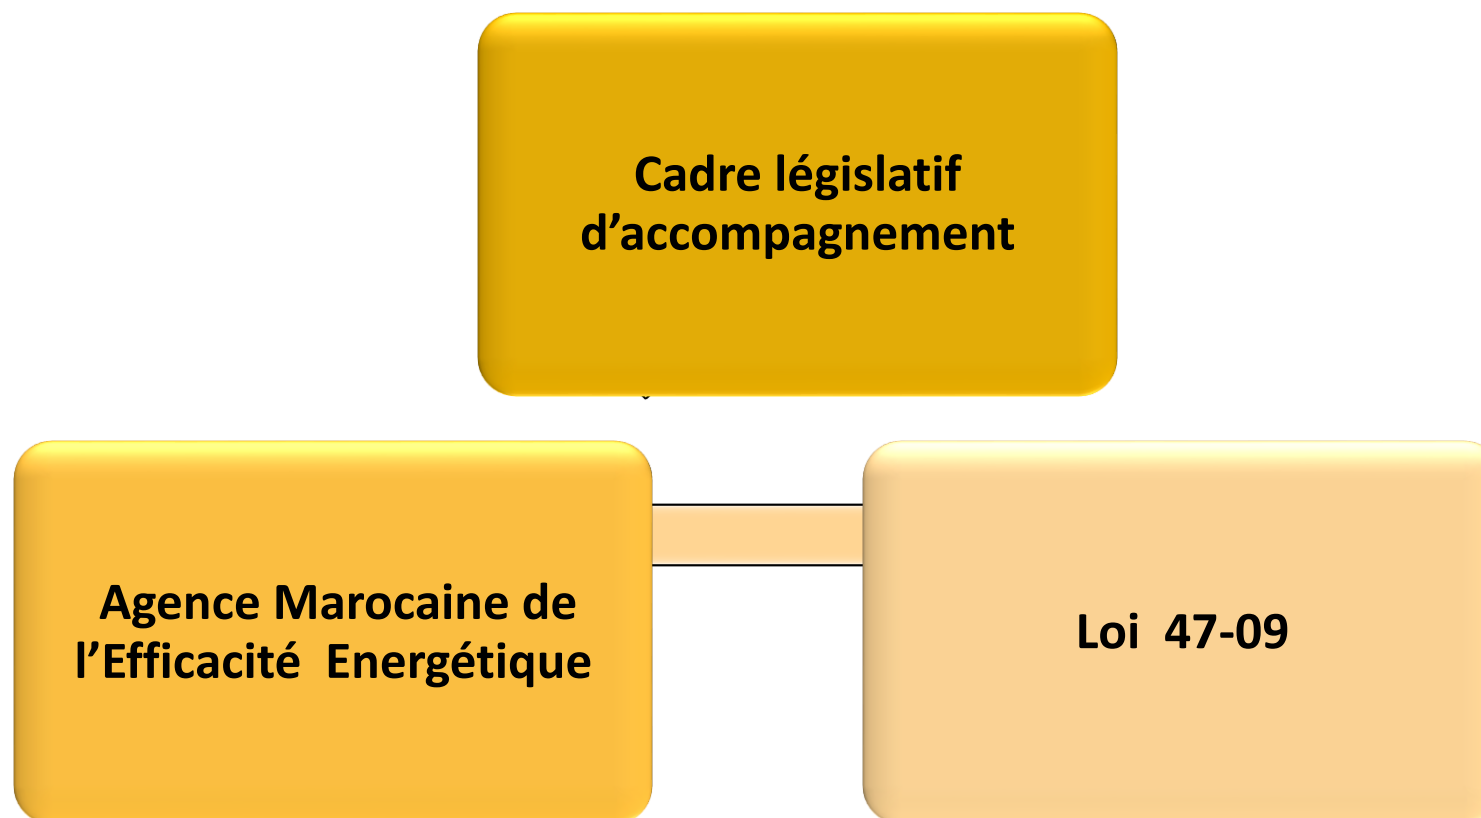 Cadre législatif
d’accompagnement
Agence Marocaine de
l’Efficacité Energétique
Loi 47-09